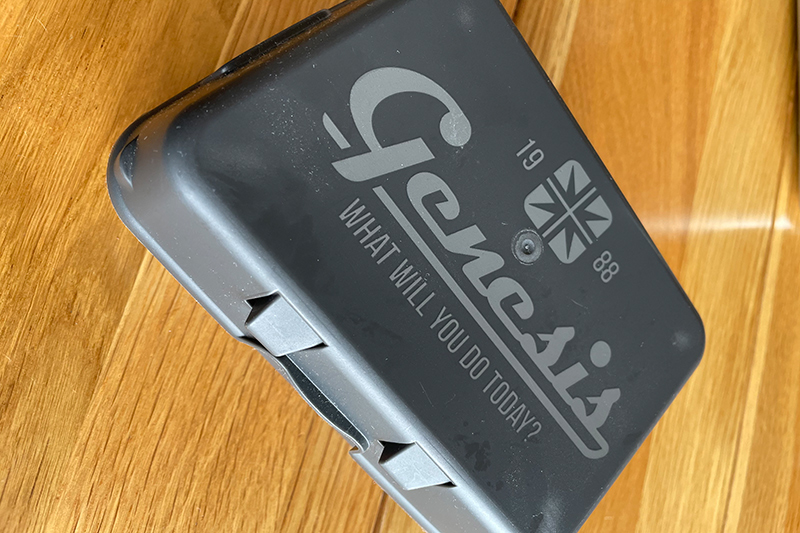 19
88
Genesis
WHAT WILL YOU DO TODAY?